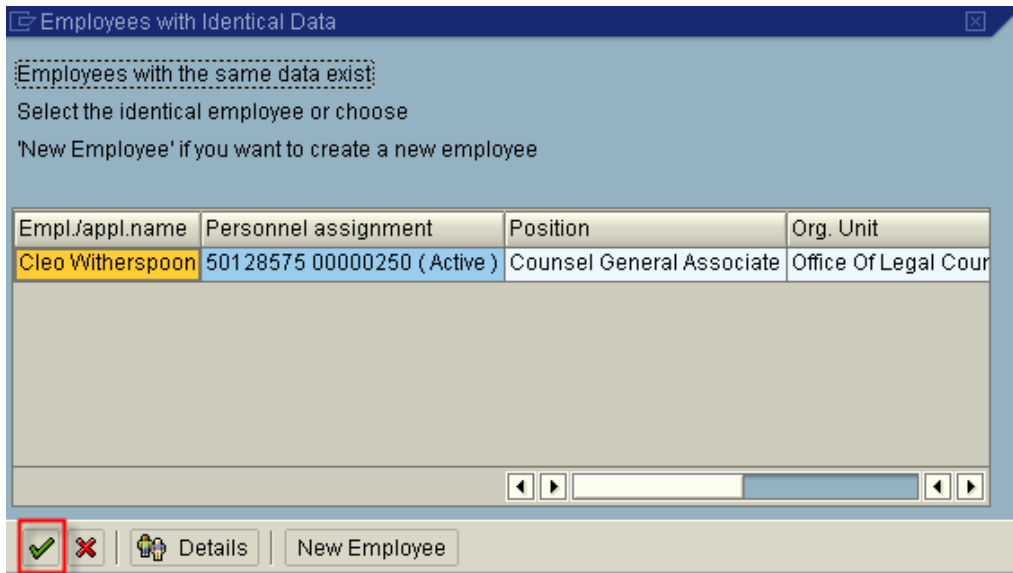 Employees with Identical Data
Employees with the same data exist
Select the identical employee or choose
'New Employee' if you want to create a new employee
Empl./appl.name Personnel assignment Position Org. Unit
Cleo Witherspoon 50128575 00000250 ( Active ) Counsel General Associate Office Of Legal Coun
Details New Employee